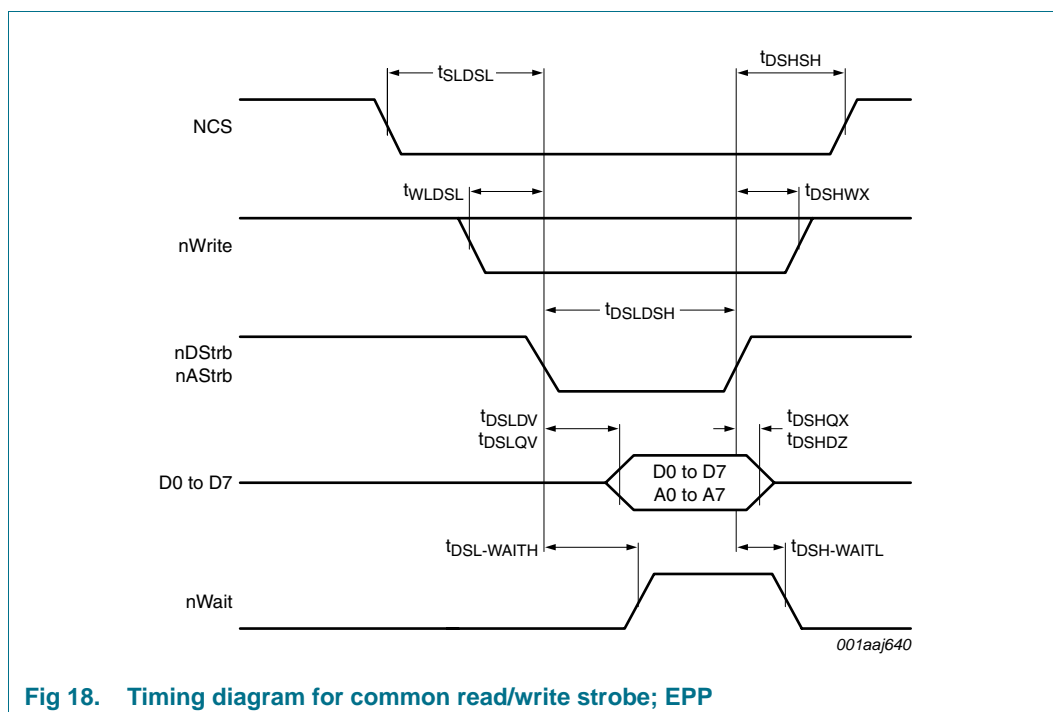 tSLDSL
tDSHSH
NCS
tWLDSL
tDSHWX
nWrite
tDSLDSH
nDStrb
nAStrb
tDSLDV
tDSLQV
tDSHQX
tDSHDZ
D0 to D7
D0 to D7
A0 to A7
tDSL-WAITH
tDSH-WAITL
nWait
001aaj640
Fig 18. Timing diagram for common read/write strobe; EPP